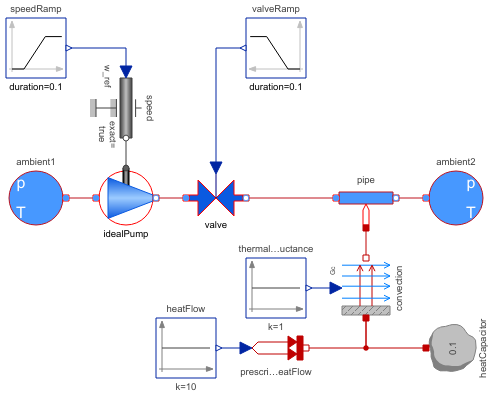 speedRamp
valveRamp
duration=0.1
duration=0.1
w_ref
speed
exact=
true
ambient1
p
T
idealPump
valve
pipe
ambient2
p
T
thermal...uctance
Gc
k=1
convection
heatFlow
k=10
prescri...eatFlow
0.1
heatCapacitor